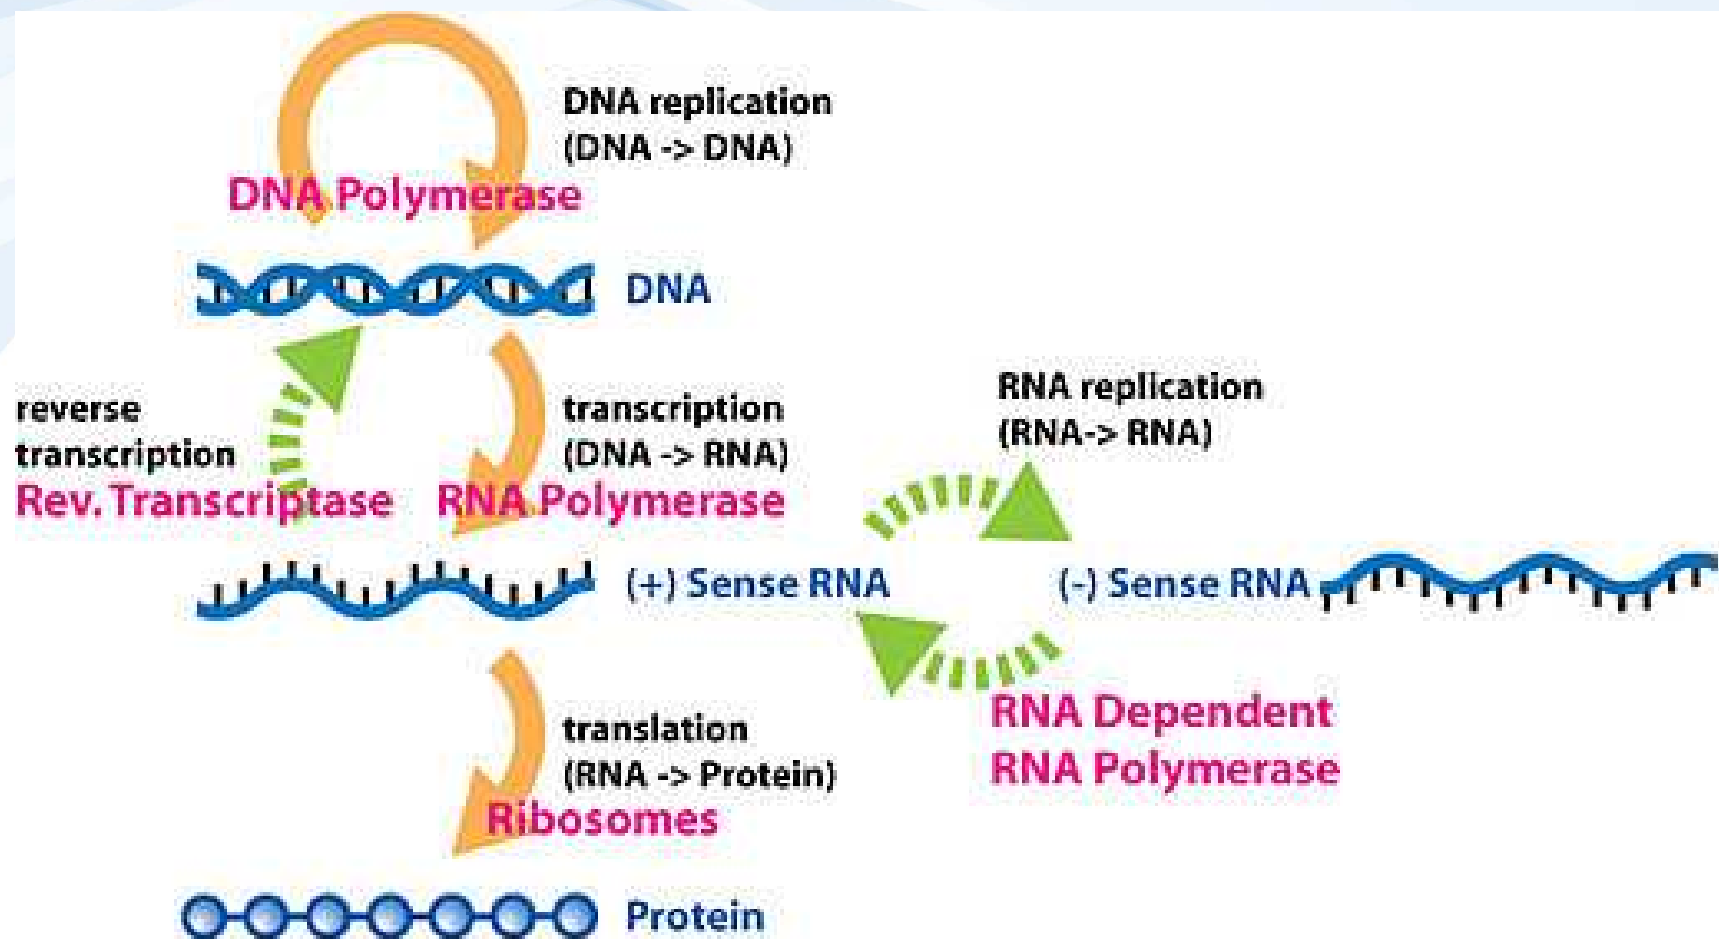 DNA replication
(DNA -> DNA)
DNA Polymerase
DNA
reverse
transcription
Rev. Transcriptase
transcription
(DNA -> RNA)
RNA Polymerase
RNA replication
(RNA-> RNA)
(+) Sense RNA
(-) Sense RNA
RNA Dependent
RNA Polymerase
translation
(RNA -> Protein)
Ribosomes
Protein